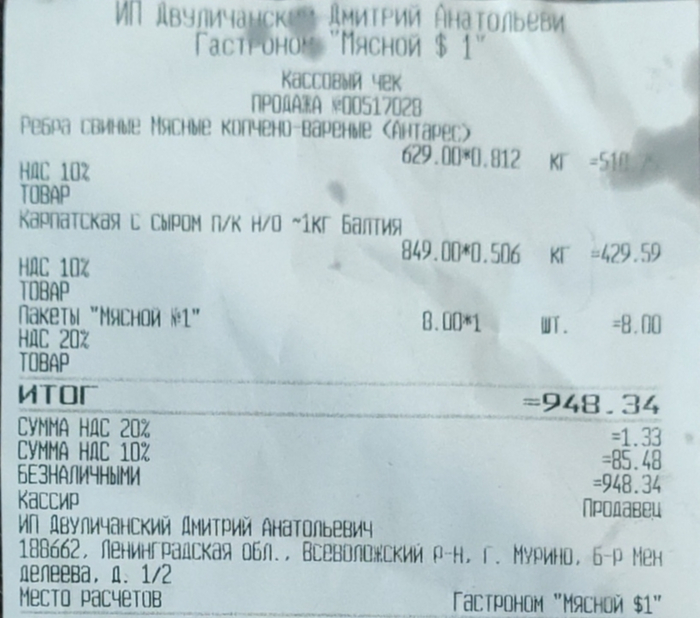 ИП Двуличанский Дмитрий Анатольеви
Гастроном "Мясной $ 1"
Кассовый чек
ПРОДАЖА №00517028
Ребра свиные Мясные копчено-вареные (Антарес)
629.00*0.812 КГ
НДС 10%
ТОВАР
Карпатская с сыром п/к н/о ~1кг Балтия
849.00*0.506 КГ =429.59
НДС 10%
ТОВАР
Пакеты "Мясной №1"
8.00*1 ШТ. =8.00
НДС 20%
ТОВАР
ИТОГ =948.34
СУММА НДС 20% =1.33
СУММА НДС 10% =85.48
БЕЗНАЛИЧНЫМИ =948.34
Кассир Продавец
ИП Двуличанский Дмитрий Анатольевич
188662, Ленинградская обл., Всеволожский р-н, г. Мурино, б-р Мен
делеева, д. 1/2
Место расчетов Гастроном "Мясной $1"